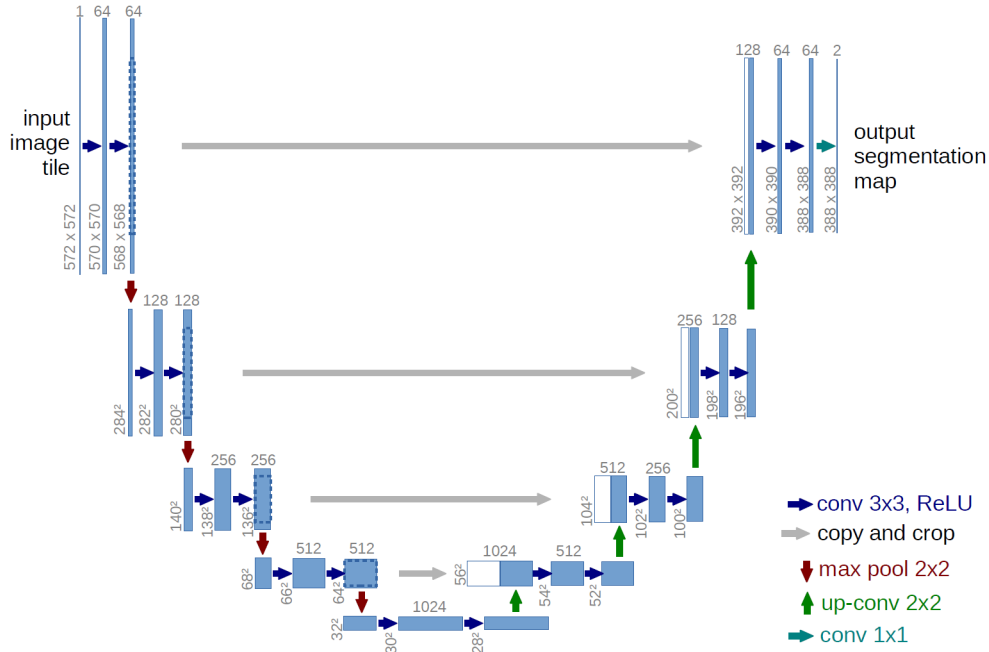 1
64
64
128
64
64
2
input
image
tile
output
segmentation
map
572 x 572
570 x 570
568 x 568
392 x 392
390 x 390
388 x 388
388 x 388
128
128
256
128
284²
282²
280²
200²
198²
196²
256
256
512
256
140²
138²
136²
104²
102²
100²
512
512
1024
512
68²
66²
64²
56²
54²
52²
1024
32²
30²
28²
conv 3x3, ReLU
copy and crop
max pool 2x2
up-conv 2x2
conv 1x1